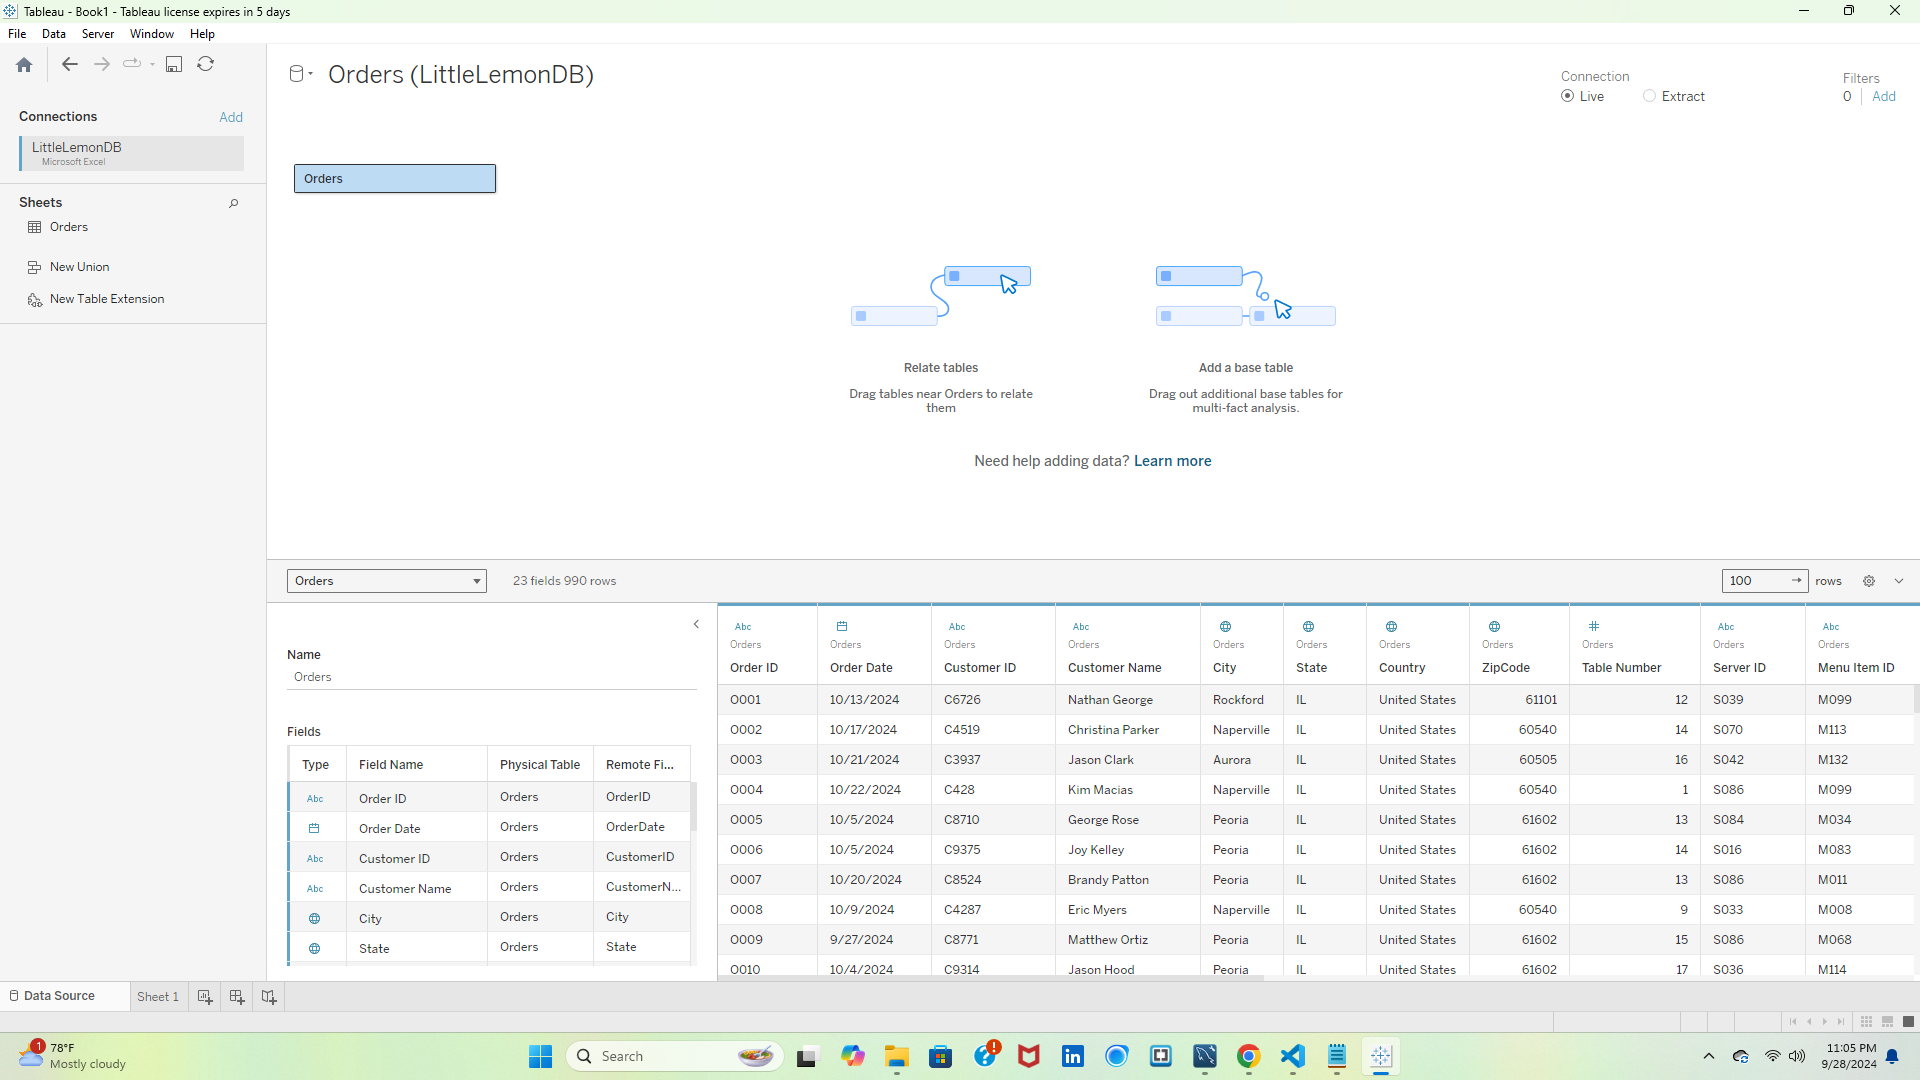 Tableau - Book1 - Tableau license expires in 5 days
File Data Server Window Help
Connections Add
LittleLemonDB
Microsoft Excel
Sheets
Orders
New Union
New Table Extension
Orders (LittleLemonDB)
Connection
Live Extract
Filters
0 Add
Orders
Relate tables
Drag tables near Orders to relate
them
Add a base table
Drag out additional base tables for
multi-fact analysis.
Need help adding data? Learn more
Orders 23 fields 990 rows 100 rows
Name
Orders
Fields
Type Field Name Physical Table Remote Fi...
Abc Order ID Orders OrderID
Order Date Orders OrderDate
Abc Customer ID Orders CustomerID
Abc Customer Name Orders CustomerN...
City Orders City
State Orders State
Abc Abc Abc # Abc Abc
Orders Orders Orders Orders Orders Orders Orders Orders Orders Orders Orders
Order ID Order Date Customer ID Customer Name City State Country ZipCode Table Number Server ID Menu Item ID
O001 10/13/2024 C6726 Nathan George Rockford IL United States 61101 12 S039 M099
O002 10/17/2024 C4519 Christina Parker Naperville IL United States 60540 14 S070 M113
O003 10/21/2024 C3937 Jason Clark Aurora IL United States 60505 16 S042 M132
O004 10/22/2024 C428 Kim Macias Naperville IL United States 60540 1 S086 M099
O005 10/5/2024 C8710 George Rose Peoria IL United States 61602 13 S084 M034
O006 10/5/2024 C9375 Joy Kelley Peoria IL United States 61602 14 S016 M083
O007 10/20/2024 C8524 Brandy Patton Peoria IL United States 61602 13 S086 M011
O008 10/9/2024 C4287 Eric Myers Naperville IL United States 60540 9 S033 M008
O009 9/27/2024 C8771 Matthew Ortiz Peoria IL United States 61602 15 S086 M068
O010 10/4/2024 C9314 Jason Hood Peoria IL United States 61602 17 S036 M114
Data Source Sheet 1
1 78°F
Mostly cloudy
Search
11:05 PM
9/28/2024